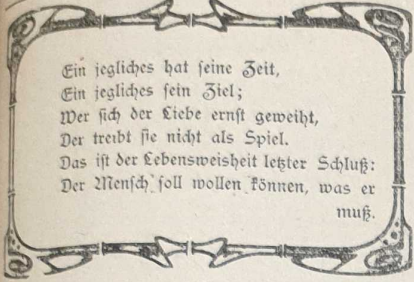 Ein jegliches hat seine Zeit,
Ein jegliches sein Ziel;
Wer sich der Liebe ernst geweiht,
Der treibt sie nicht als Spiel.
Das ist der Lebensweisheit letzter Schluß:
Der Mensch soll wollen können, was er
muß.